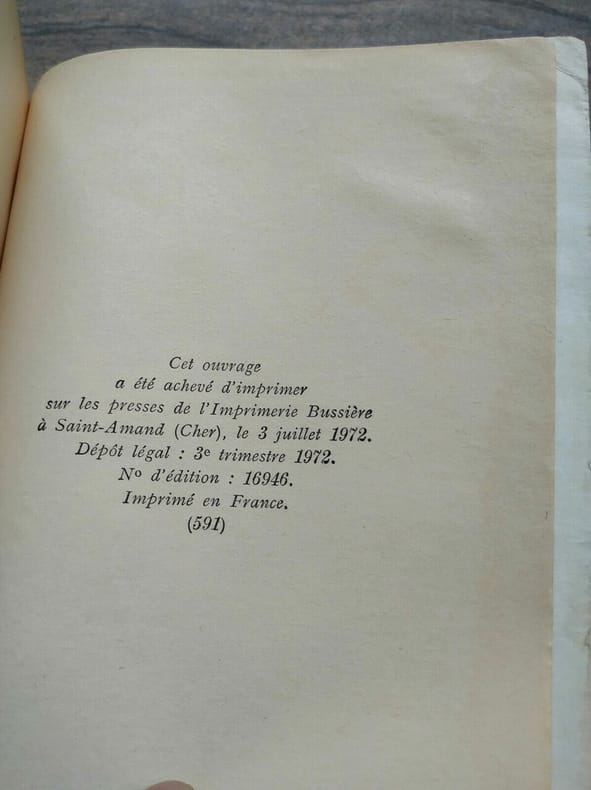 Cet ouvrage
a été achevé d'imprimer
sur les presses de l'Imprimerie Bussière
à Saint-Amand (Cher), le 3 juillet 1972.
Dépôt légal : 3e trimestre 1972.
No d'édition : 16946.
Imprimé en France.
(591)